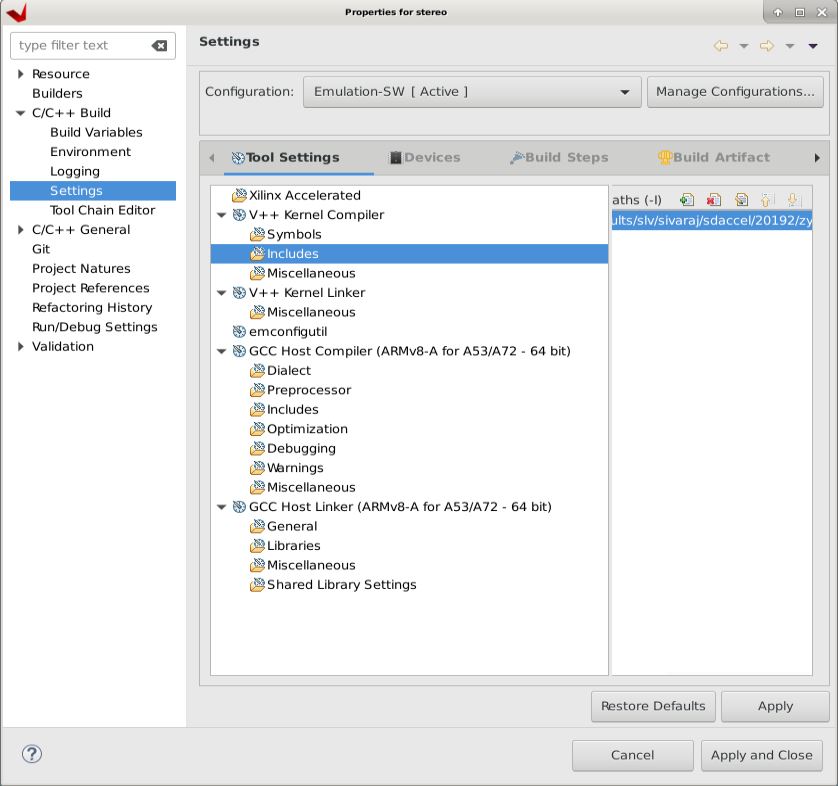 Properties for stereo
type filter text
Resource
Builders
C/C++ Build
Build Variables
Environment
Logging
Settings
Tool Chain Editor
C/C++ General
Git
Project Natures
Project References
Refactoring History
Run/Debug Settings
Validation
Settings
Configuration: Emulation-SW [ Active ] Manage Configurations...
Tool Settings Devices Build Steps Build Artifact
Xilinx Accelerated
V++ Kernel Compiler
Symbols
Includes
Miscellaneous
V++ Kernel Linker
Miscellaneous
emconfigutil
GCC Host Compiler (ARMv8-A for A53/A72 - 64 bit)
Dialect
Preprocessor
Includes
Optimization
Debugging
Warnings
Miscellaneous
GCC Host Linker (ARMv8-A for A53/A72 - 64 bit)
General
Libraries
Miscellaneous
Shared Library Settings
aths (-I)
ults/slv/sivaraj/sdaccel/20192/zy
Restore Defaults Apply
? Cancel Apply and Close